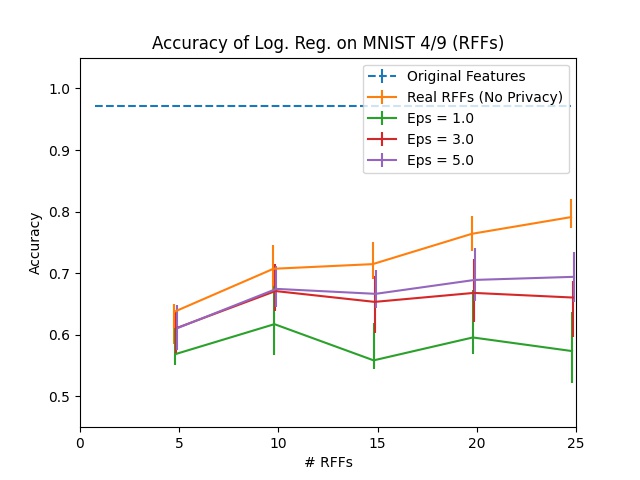 Accuracy of Log. Reg. on MNIST 4/9 (RFFs)
Original Features
Real RFFs (No Privacy)
Eps = 1.0
Eps = 3.0
Eps = 5.0
Accuracy
1.0
0.9
0.8
0.7
0.6
0.5
0 5 10 15 20 25
# RFFs